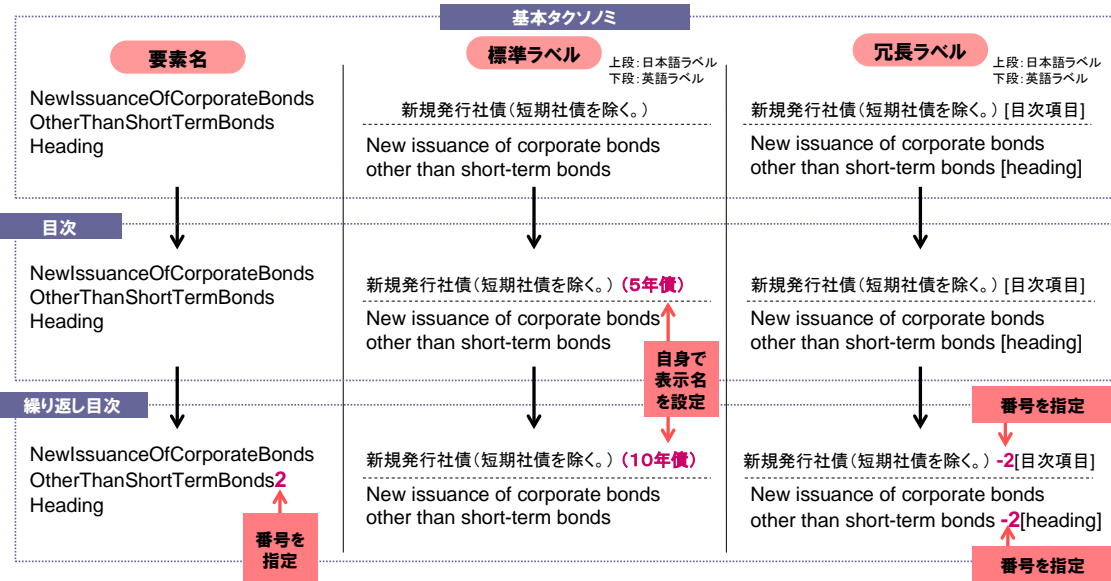 基本タクソノミ
要素名
標準ラベル
上段：日本語ラベル
下段：英語ラベル
冗長ラベル
上段：日本語ラベル
下段：英語ラベル
NewIssuanceOfCorporateBonds
OtherThanShortTermBonds
Heading
新規発行社債（短期社債を除く。）
New issuance of corporate bonds
other than short-term bonds
新規発行社債（短期社債を除く。）[目次項目]
New issuance of corporate bonds
other than short-term bonds [heading]
目次
NewIssuanceOfCorporateBonds
OtherThanShortTermBonds
Heading
新規発行社債（短期社債を除く。）（５年債）
New issuance of corporate bonds
other than short-term bonds
新規発行社債（短期社債を除く。）[目次項目]
New issuance of corporate bonds
other than short-term bonds [heading]
自身で
表示名
を設定
繰り返し目次
番号を指定
NewIssuanceOfCorporateBonds
OtherThanShortTermBonds2
Heading
番号を
指定
新規発行社債（短期社債を除く。）（１０年債）
New issuance of corporate bonds
other than short-term bonds
新規発行社債（短期社債を除く。）-2[目次項目]
New issuance of corporate bonds
other than short-term bonds -2[heading]
番号を指定